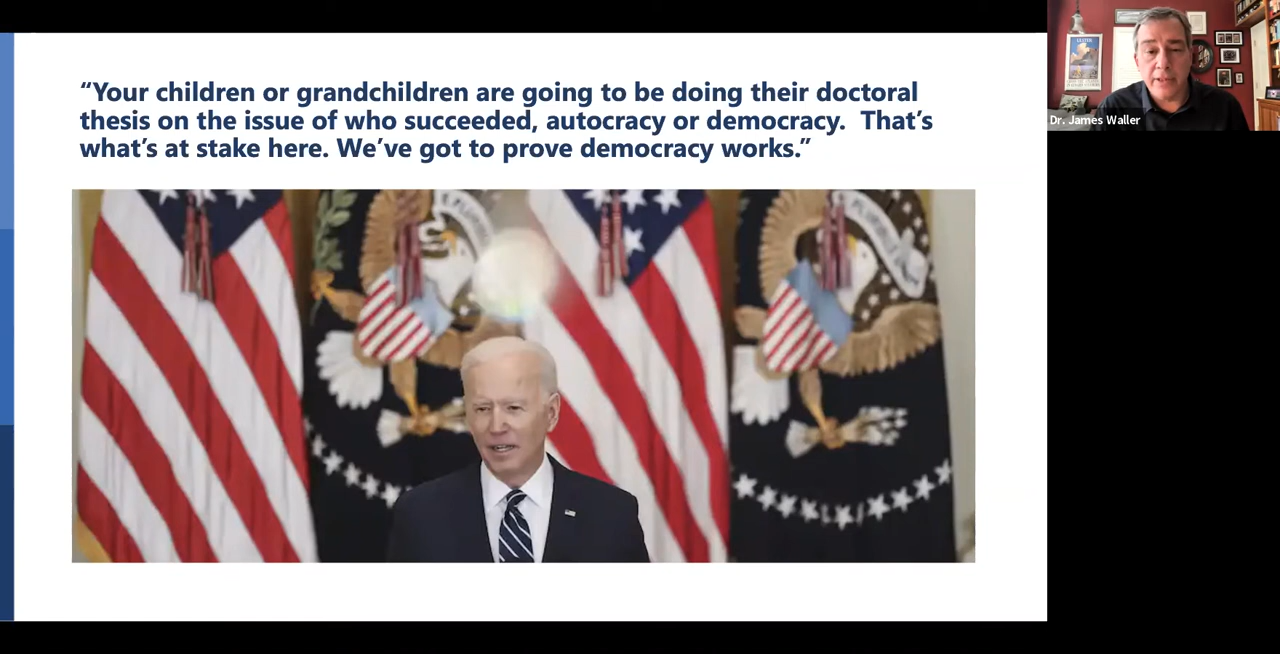 “Your children or grandchildren are going to be doing their doctoral
thesis on the issue of who succeeded, autocracy or democracy.  That’s
what’s at stake here. We’ve got to prove democracy works.”
Dr. James Waller